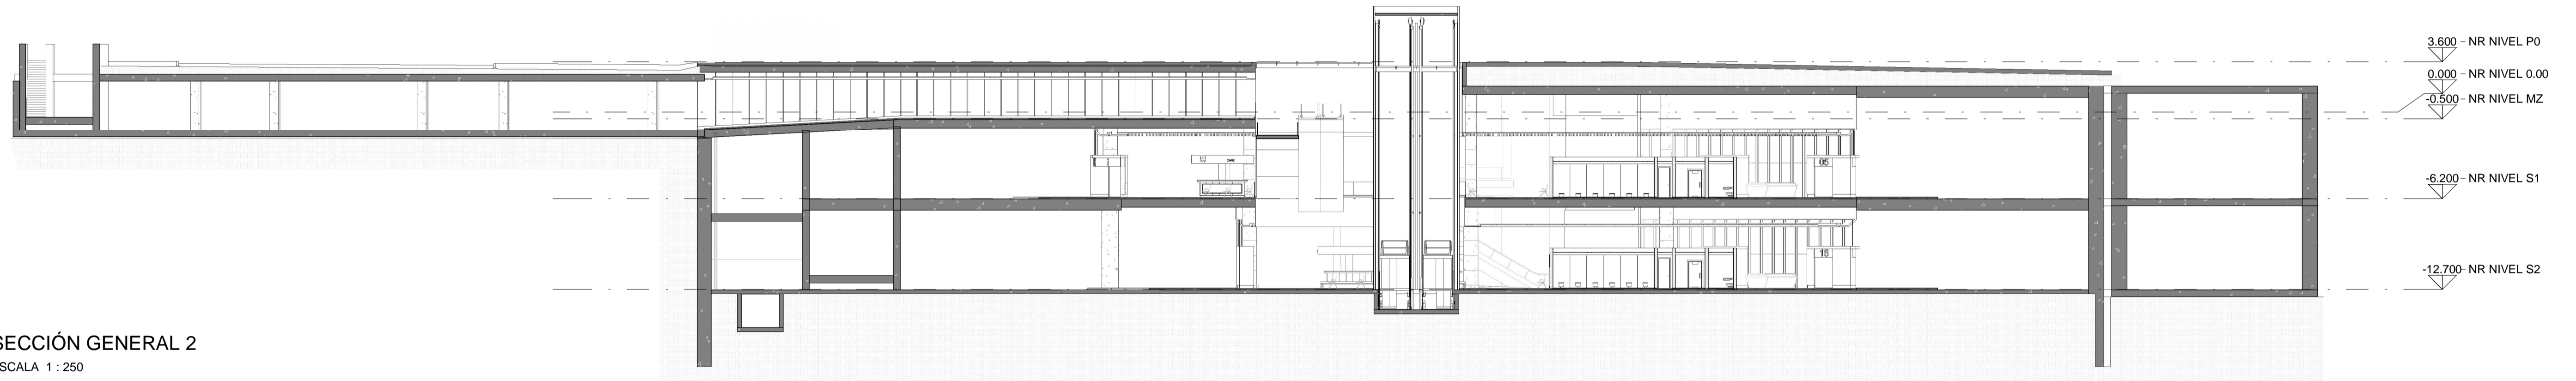 3.600 - NR NIVEL P0
0.000 - NR NIVEL 0.00
-0.500 - NR NIVEL MZ
CAFE
05
-6.200 - NR NIVEL S1
16
-12.700 - NR NIVEL S2
SECCIÓN GENERAL 2
SCALA 1 : 250